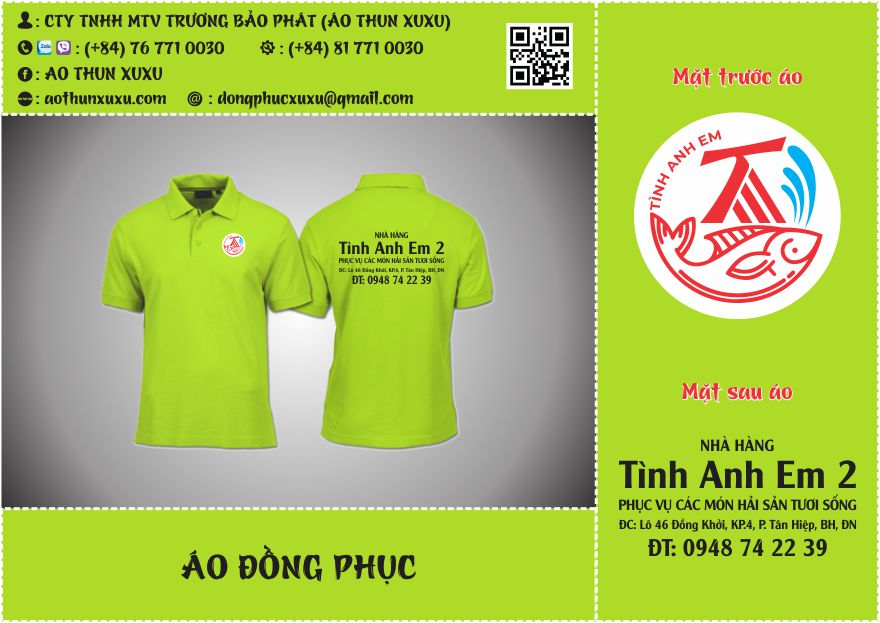 : CTY TNHH MTV TRƯƠNG BẢO PHÁT (ÁO THUN XUXU)
Zalo : (+84) 76 771 0030 : (+84) 81 771 0030
: AO THUN XUXU
www : aothunxuxu.com @ : dongphucxuxu@gmail.com
NHÀ HÀNG
Tình Anh Em 2
PHỤC VỤ CÁC MÓN HẢI SẢN TƯƠI SỐNG
ĐC: Lô 46 Đồng Khởi, KP.4, P. Tân Hiệp, BH, ĐN
ĐT: 0948 74 22 39
ÁO ĐỒNG PHỤC
Mặt trước áo
TÌNH ANH EM
Mặt sau áo
NHÀ HÀNG
Tình Anh Em 2
PHỤC VỤ CÁC MÓN HẢI SẢN TƯƠI SỐNG
ĐC: Lô 46 Đồng Khởi, KP.4, P. Tân Hiệp, BH, ĐN
ĐT: 0948 74 22 39